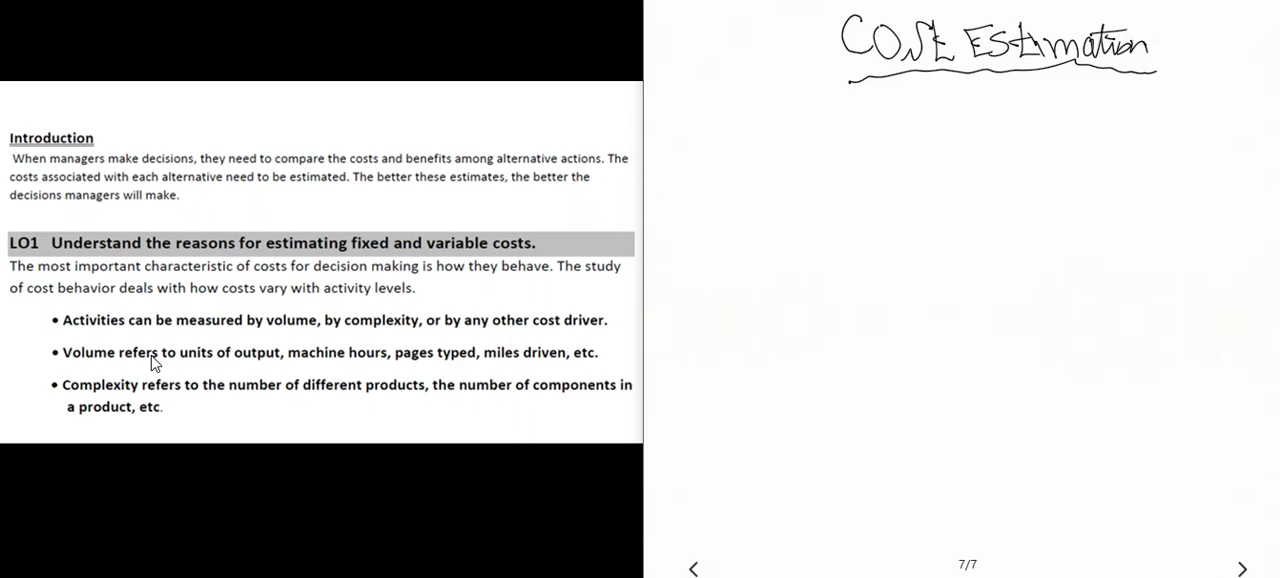 Introduction
When managers make decisions, they need to compare the costs and benefits among alternative actions. The
costs associated with each alternative need to be estimated. The better these estimates, the better the
decisions managers will make.
LO1 Understand the reasons for estimating fixed and variable costs.
The most important characteristic of costs for decision making is how they behave. The study
of cost behavior deals with how costs vary with activity levels.
• Activities can be measured by volume, by complexity, or by any other cost driver.
• Volume refers to units of output, machine hours, pages typed, miles driven, etc.
• Complexity refers to the number of different products, the number of components in
a product, etc.
COST Estimation
7/7